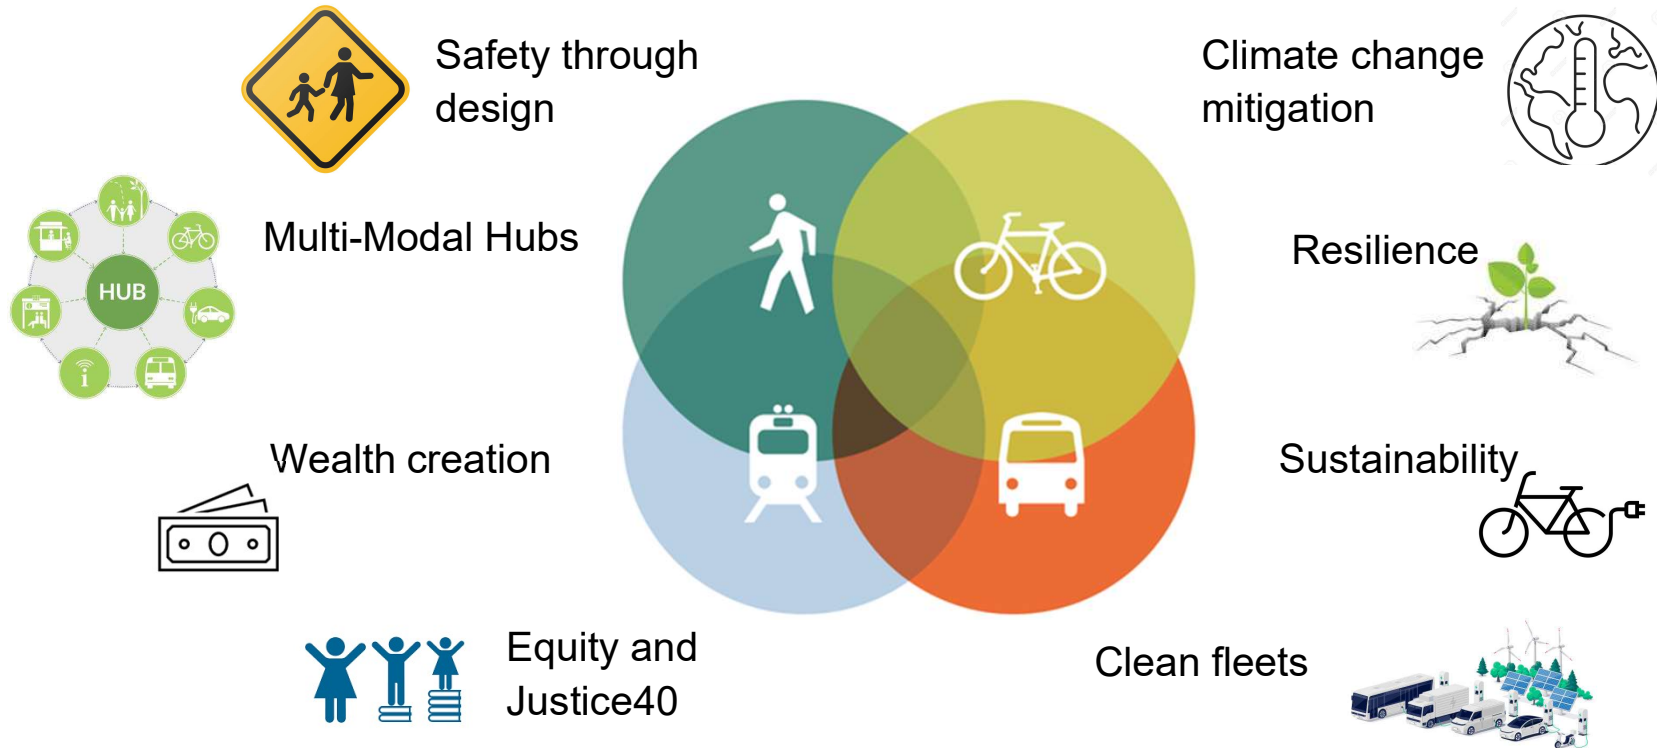 Safety through
design
Climate change
mitigation
Multi-Modal Hubs
HUB
i
Resilience
Wealth creation
Sustainability
Equity and
Justice40
Clean fleets